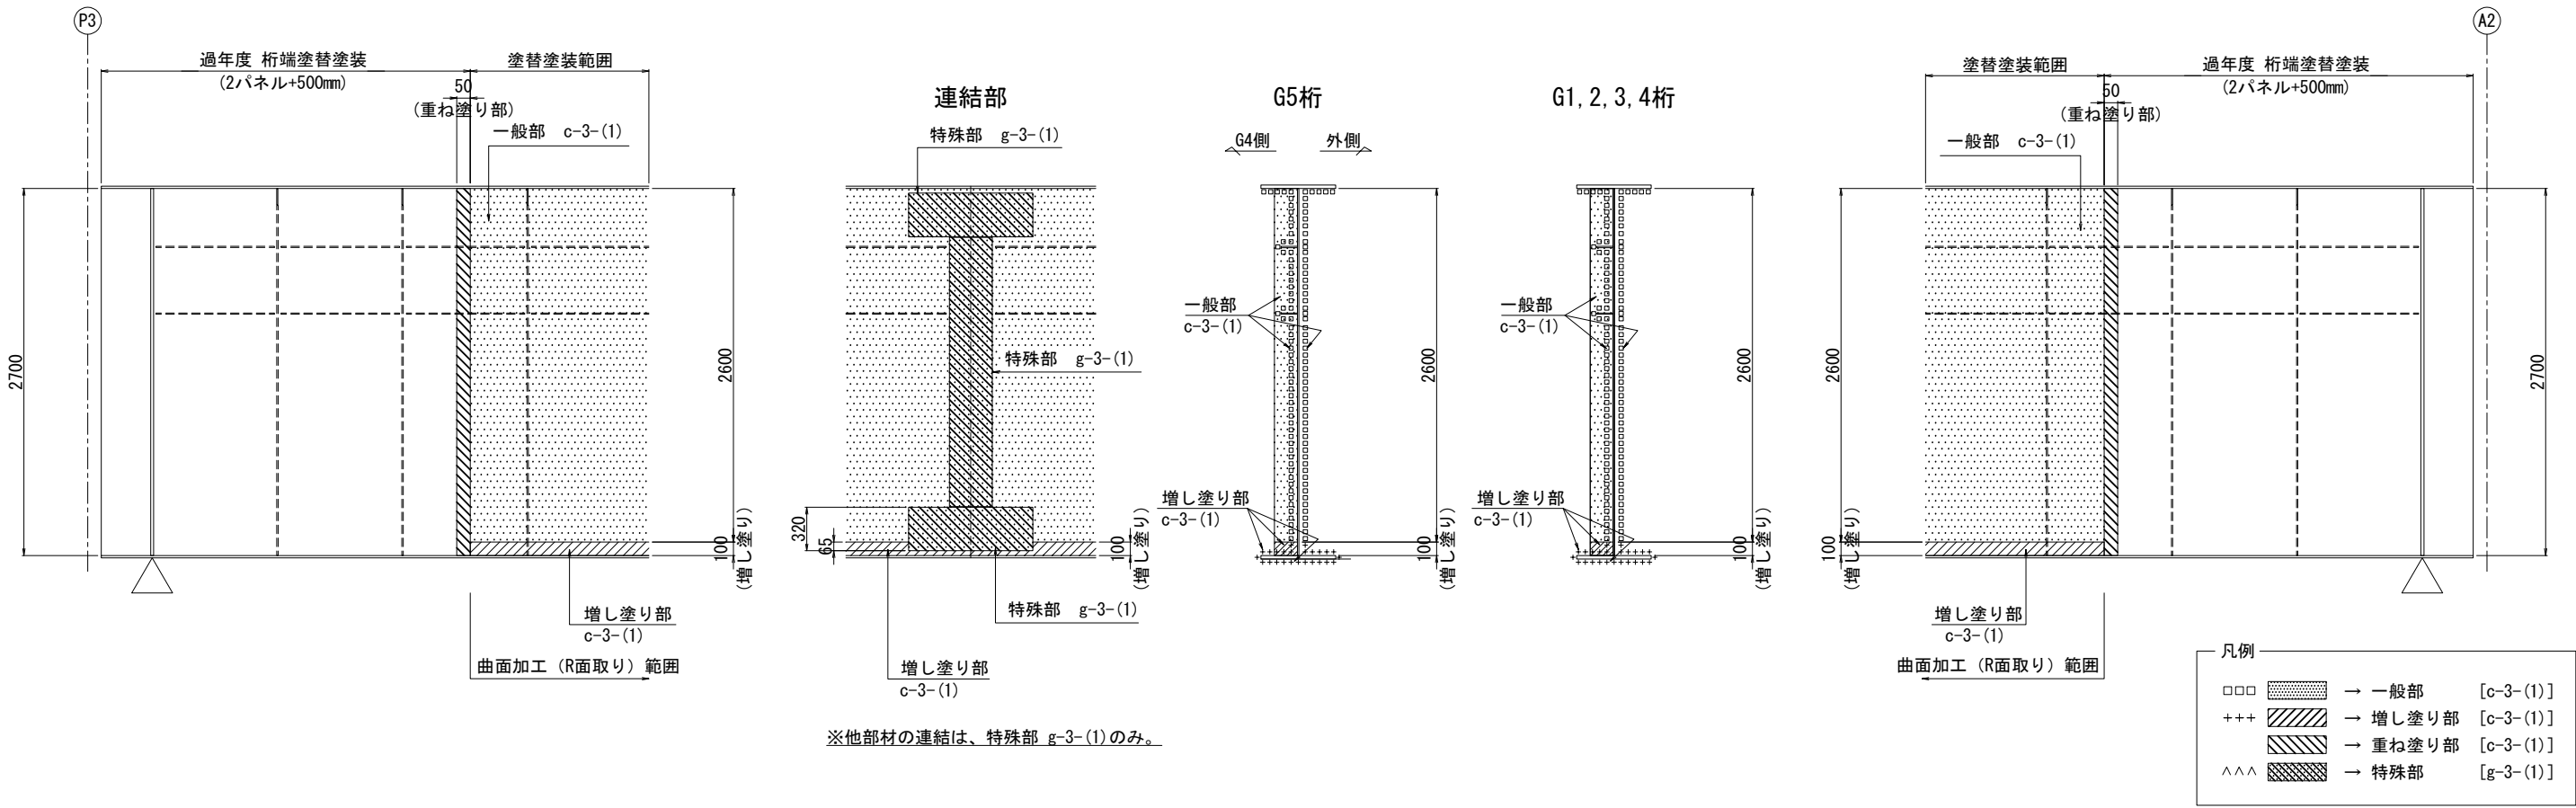 P3
過年度 桁端塗替塗装
(2パネル+500mm)
塗替塗装範囲
50
(重ね塗り部)
一般部 c-3-(1)
2700
2600
100
(増し塗り)
増し塗り部
c-3-(1)
曲面加工（R面取り）範囲
連結部
特殊部 g-3-(1)
特殊部 g-3-(1)
320
65
100
(増し塗り)
特殊部 g-3-(1)
増し塗り部
c-3-(1)
※他部材の連結は、特殊部 g-3-(1)のみ。
G5桁
G4側
外側
一般部
c-3-(1)
2600
増し塗り部
c-3-(1)
100
(増し塗り)
G1,2,3,4桁
一般部
c-3-(1)
2600
増し塗り部
c-3-(1)
100
(増し塗り)
A2
塗替塗装範囲
過年度 桁端塗替塗装
(2パネル+500mm)
50
(重ね塗り部)
一般部 c-3-(1)
2600
2700
100
(増し塗り)
増し塗り部
c-3-(1)
曲面加工（R面取り）範囲
凡例
□□□ → 一般部 [c-3-(1)]
+++ → 増し塗り部 [c-3-(1)]
→ 重ね塗り部 [c-3-(1)]
^^^ → 特殊部 [g-3-(1)]